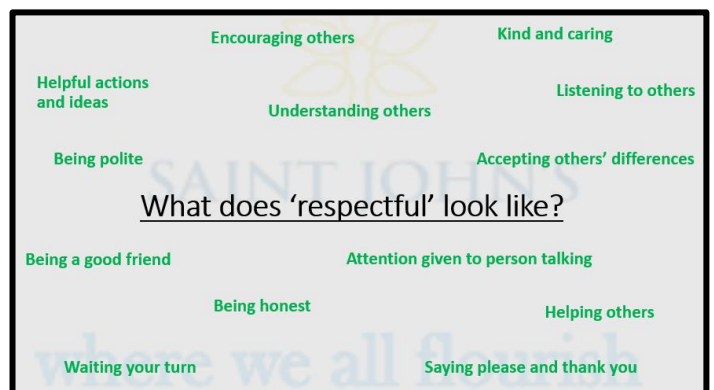 Encouraging others
Kind and caring
Helpful actions
and ideas
Listening to others
Understanding others
Being polite
Accepting others’ differences
SAINT JOHN'S
What does ‘respectful’ look like?
Being a good friend
Attention given to person talking
Being honest
Helping others
where we all flourish
Waiting your turn
Saying please and thank you